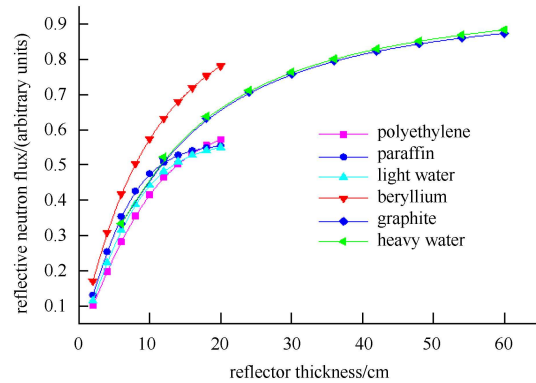 reflective neutron flux/(arbitrary units)
0.9
0.8
0.7
0.6
0.5
0.4
0.3
0.2
0.1
polyethylene
paraffin
light water
beryllium
graphite
heavy water
0 10 20 30 40 50 60
reflector thickness/cm